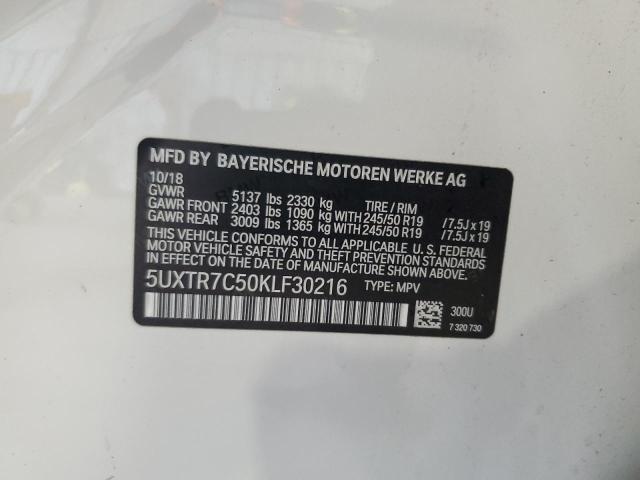 MFD BY BAYERISCHE MOTOREN WERKE AG
10/18
GVWR 5137 lbs 2330 kg TIRE / RIM
GAWR FRONT 2403 lbs 1090 kg WITH 245/50 R19 / 7.5J x 19
GAWR REAR 3009 lbs 1365 kg WITH 245/50 R19 / 7.5J x 19
THIS VEHICLE CONFORMS TO ALL APPLICABLE U. S. FEDERAL
MOTOR VEHICLE SAFETY, BUMPER, AND THEFT PREVENTION STANDARDS
IN EFFECT ON THE DATE OF MANUFACTURE SHOWN ABOVE.
5UXTR7C50KLF30216 TYPE: MPV
300U
7 320 730